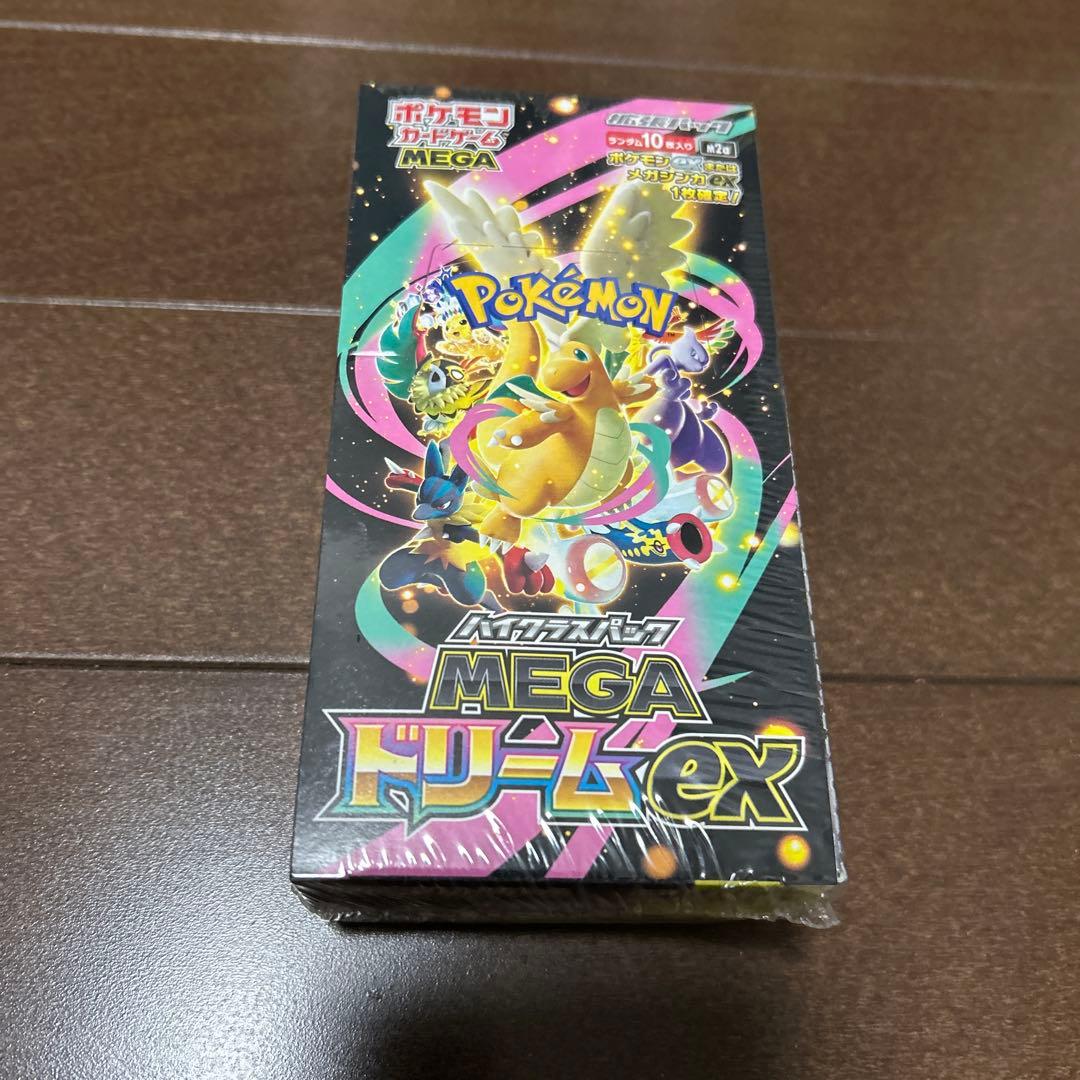 ポケモン
カードゲーム
MEGA
拡張パック
ランダム10枚入り
M2a
ポケモンexまたは
メガシンカex
1枚確定!
POKéMON
TM
ハイクラスパック
MEGA
ドリームex